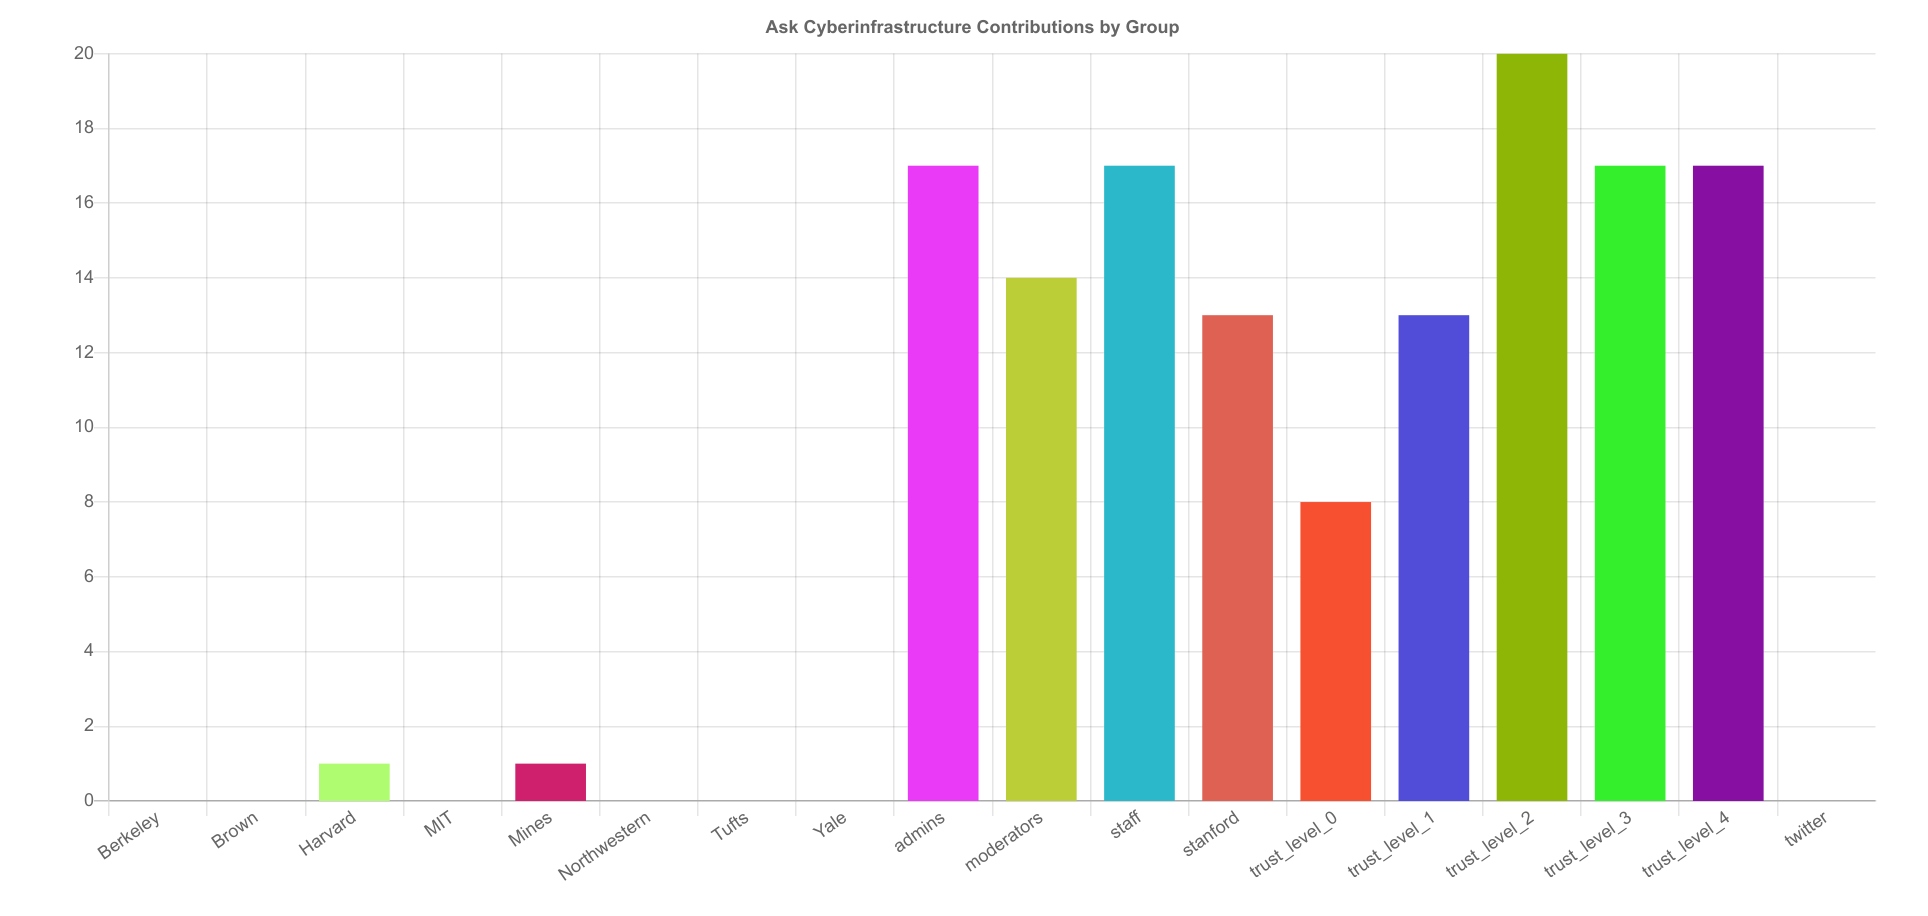 Ask Cyberinfrastructure Contributions by Group
20
18
16
14
12
10
8
6
4
2
0
Berkeley
Brown
Harvard
MIT
Mines
Northwestern
Tufts
Yale
admins
moderators
staff
stanford
trust_level_0
trust_level_1
trust_level_2
trust_level_3
trust_level_4
twitter